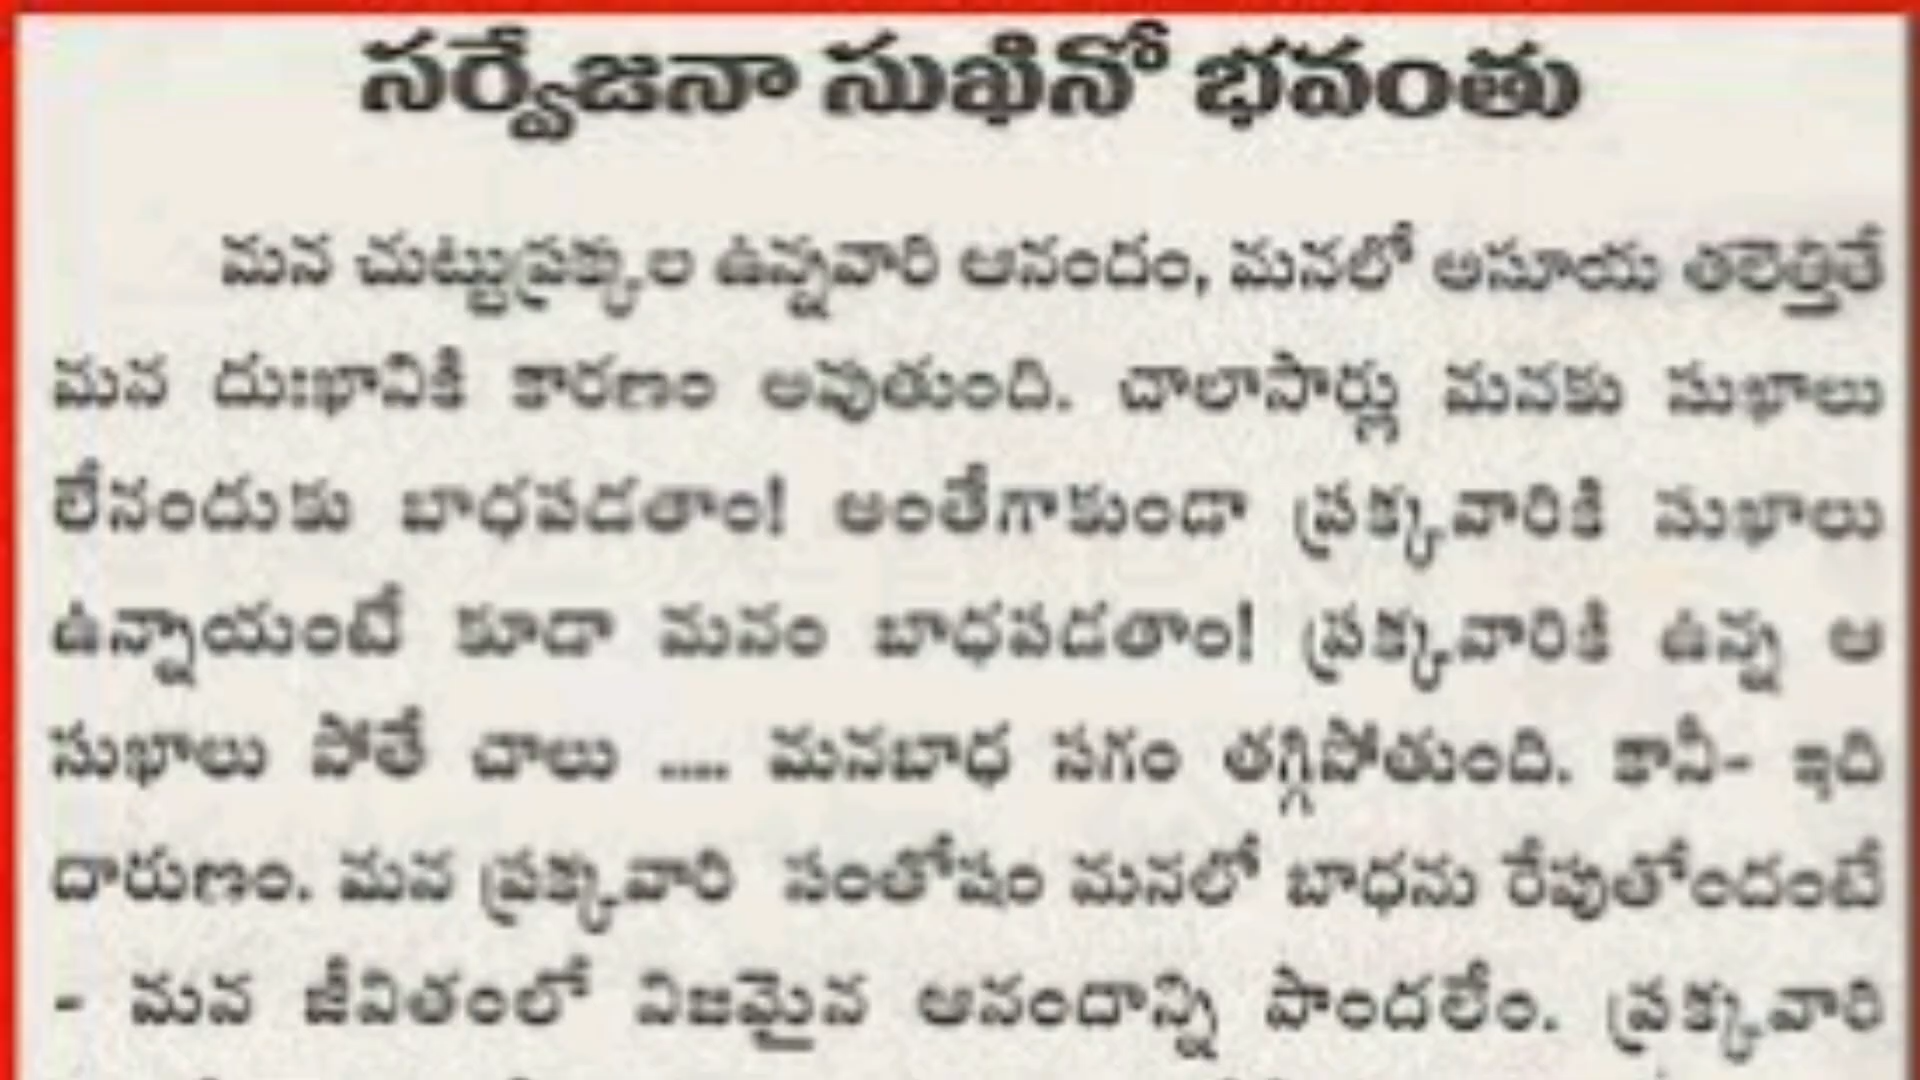 సర్వేజనా సుఖినో భవంతు
మన చుట్టుప్రక్కల ఉన్నవారి ఆనందం, మనలో అసూయ తలెత్తితే
మన దుఃఖానికి కారణం అవుతుంది. చాలాసార్లు మనకు సుఖాలు
లేనందుకు బాధపడతాం! అంతేగాకుండా ప్రక్కవారికి సుఖాలు
ఉన్నాయంటే కూడా మనం బాధపడతాం! ప్రక్కవారికి ఉన్న ఆ
సుఖాలు పోతే చాలు .... మనబాధ సగం తగ్గిపోతుంది. కానీ- ఇది
దారుణం. మన ప్రక్కవారి సంతోషం మనలో బాధను రేపుతోందంటే
- మన జీవితంలో నిజమైన ఆనందాన్ని పొందలేం. ప్రక్కవారి